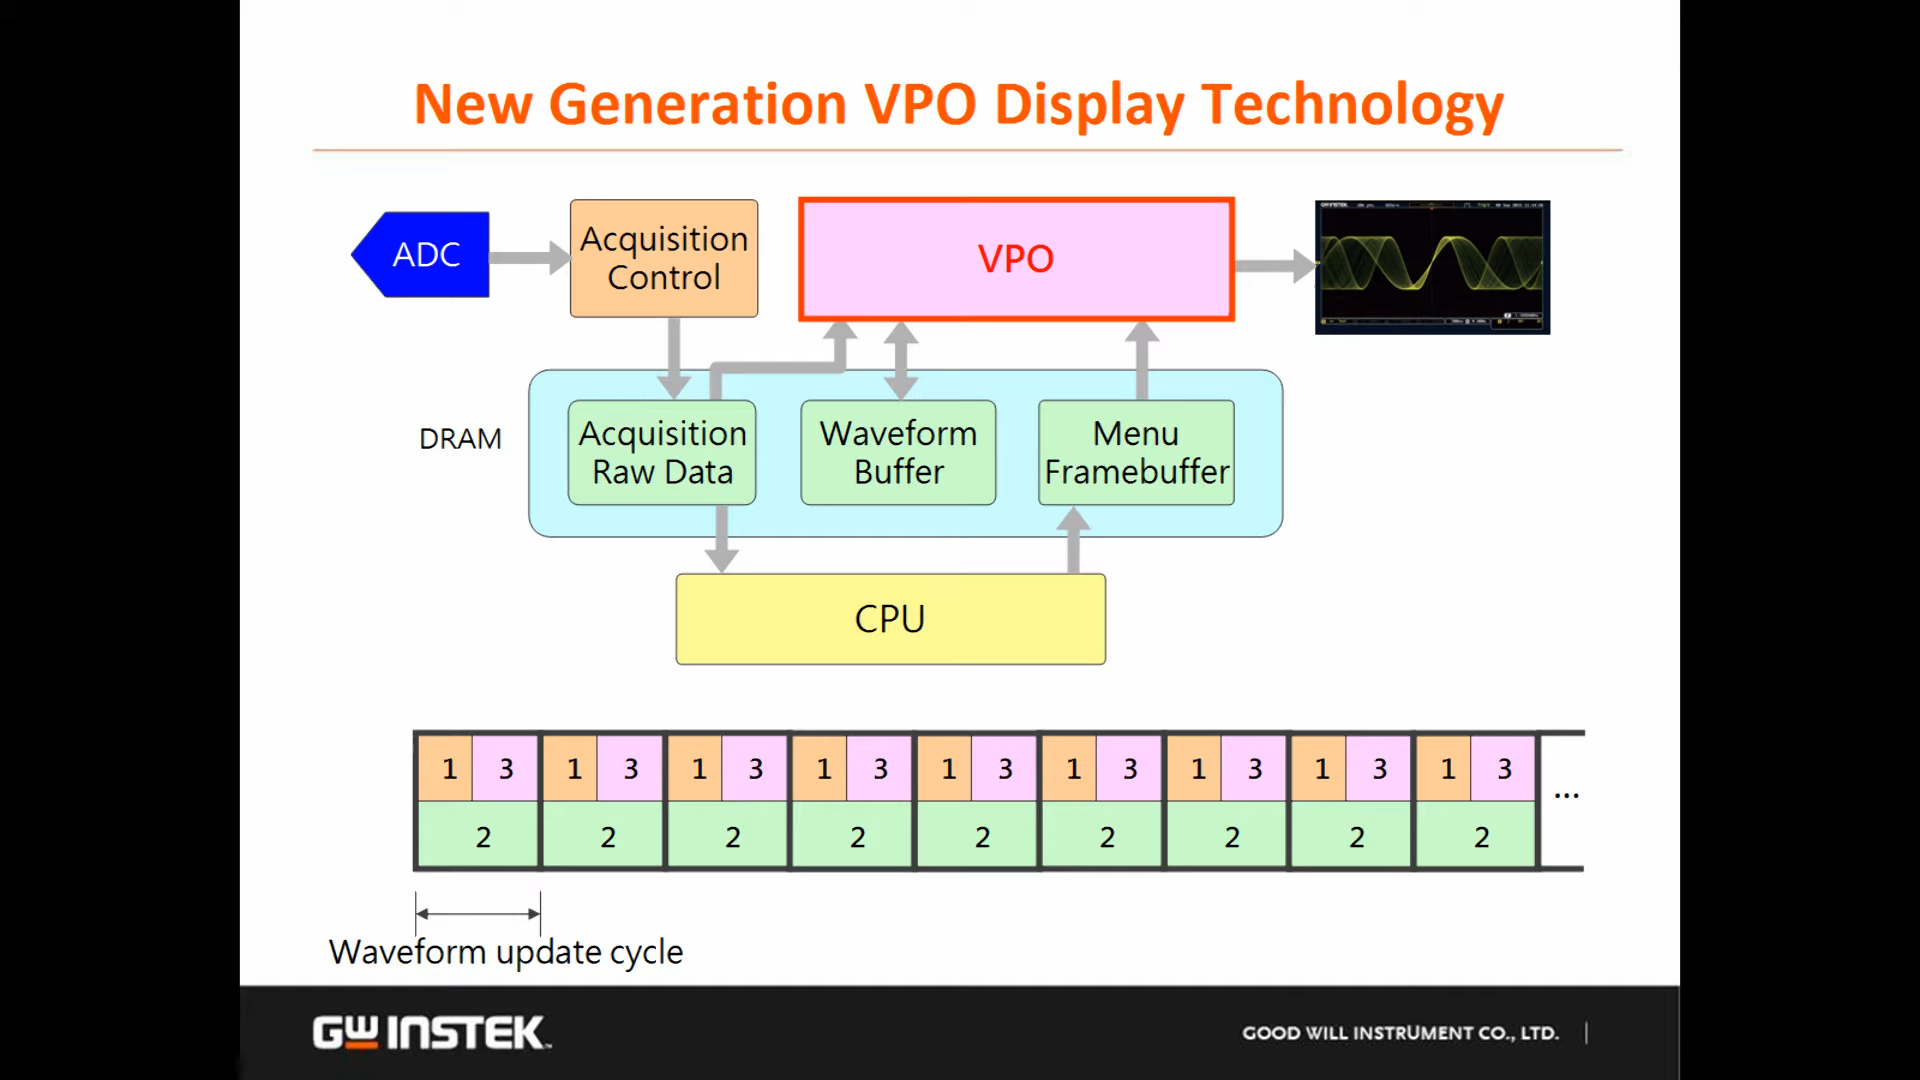 New Generation VPO Display Technology
ADC
Acquisition
Control
VPO
GWINSTEK
DRAM
Acquisition
Raw Data
Waveform
Buffer
Menu
Framebuffer
CPU
1 3 1 3 1 3 1 3 1 3 1 3 1 3 1 3 1 3
...
2 2 2 2 2 2 2 2 2
Waveform update cycle
GWINSTEK
GOOD WILL INSTRUMENT CO., LTD.